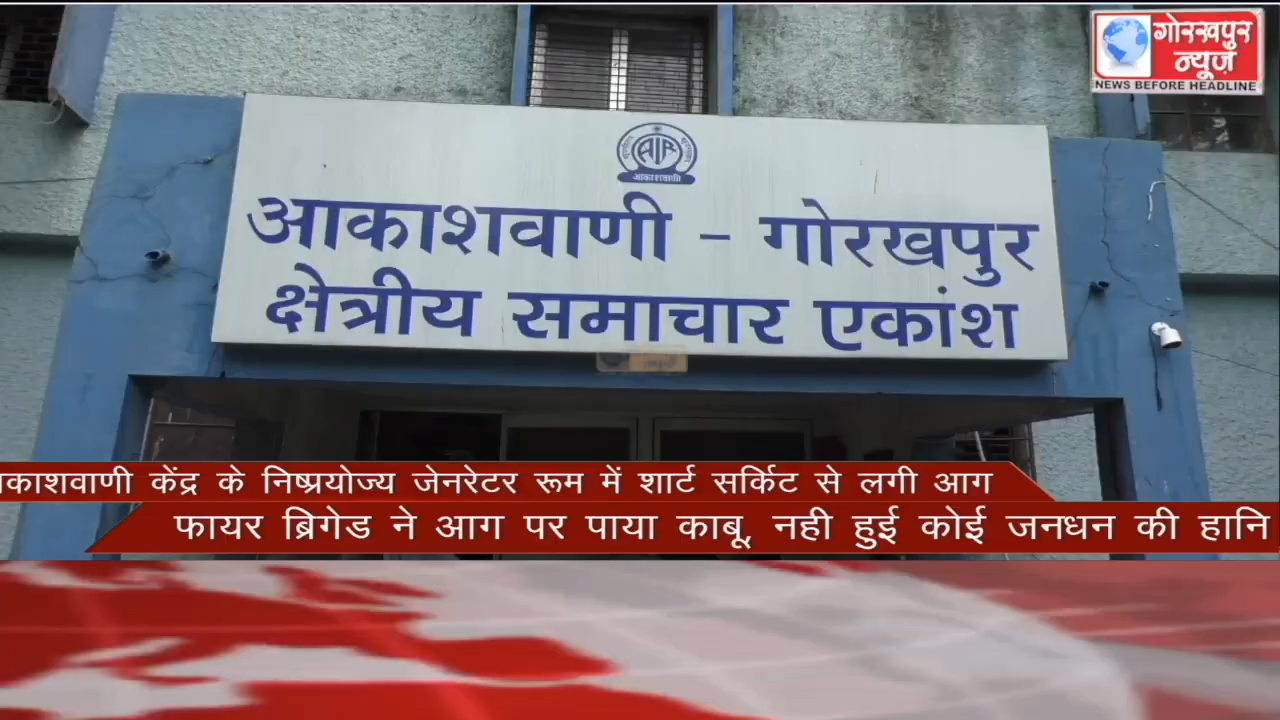 गोरखपुर
न्यूज़
NEWS BEFORE HEADLINE
AIR
आकाशवाणी
आकाशवाणी – गोरखपुर
क्षेत्रीय समाचार एकांश
काशवाणी केंद्र के निष्प्रयोज्य जेनरेटर रूम में शार्ट सर्किट से लगी आग
फायर ब्रिगेड ने आग पर पाया काबू, नही हुई कोई जनधन की हानि